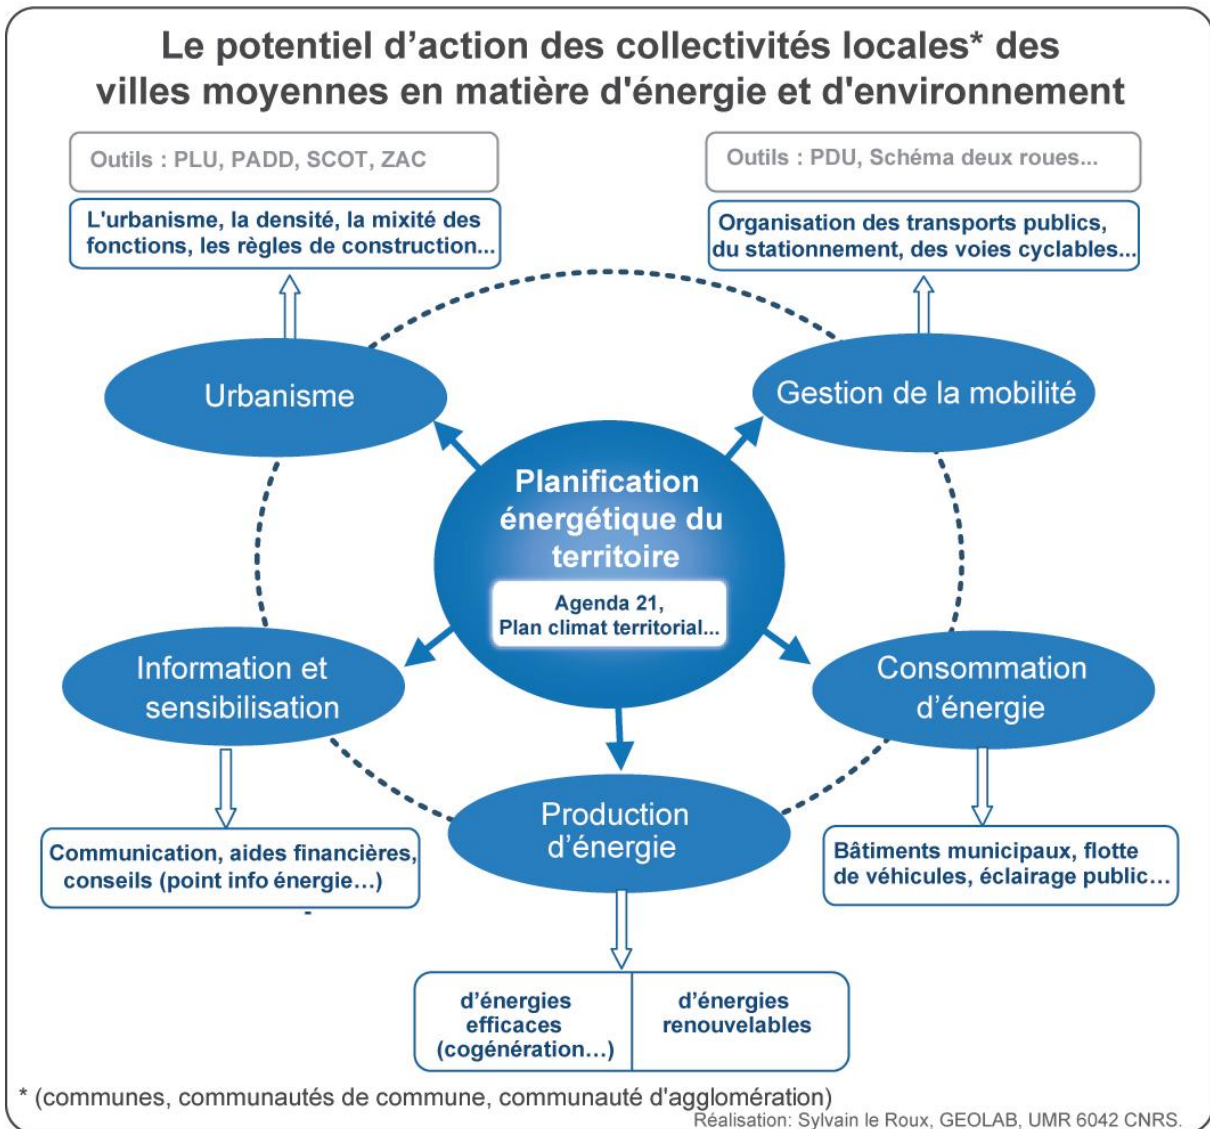 Le potentiel d’action des collectivités locales* des
villes moyennes en matière d'énergie et d'environnement
Outils : PLU, PADD, SCOT, ZAC
Outils : PDU, Schéma deux roues...
L'urbanisme, la densité, la mixité des
fonctions, les règles de construction...
Organisation des transports publics,
du stationnement, des voies cyclables...
Urbanisme
Gestion de la mobilité
Planification
énergétique du
territoire
Agenda 21,
Plan climat territorial...
Information et
sensibilisation
Consommation
d’énergie
Production
d’énergie
Communication, aides financières,
conseils (point info énergie…)
Bâtiments municipaux, flotte
de véhicules, éclairage public…
d’énergies
efficaces
(cogénération…)
d’énergies
renouvelables
* (communes, communautés de commune, communauté d'agglomération)
Réalisation: Sylvain le Roux, GEOLAB, UMR 6042 CNRS.